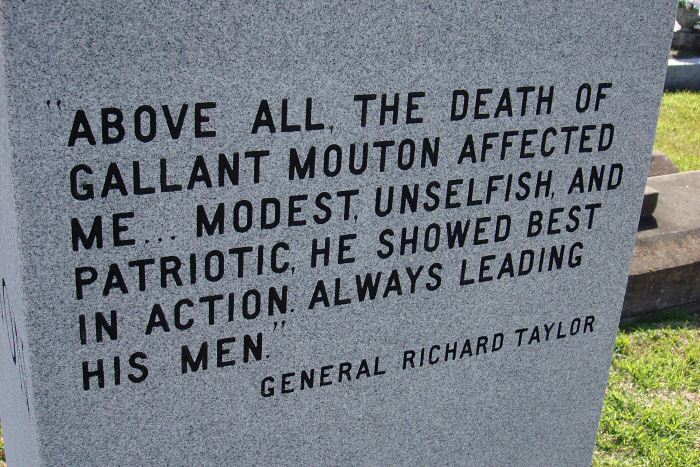 "ABOVE ALL, THE DEATH OF
GALLANT MOUTON AFFECTED
ME... MODEST, UNSELFISH, AND
PATRIOTIC, HE SHOWED BEST
IN ACTION. ALWAYS LEADING
HIS MEN."
GENERAL RICHARD TAYLOR